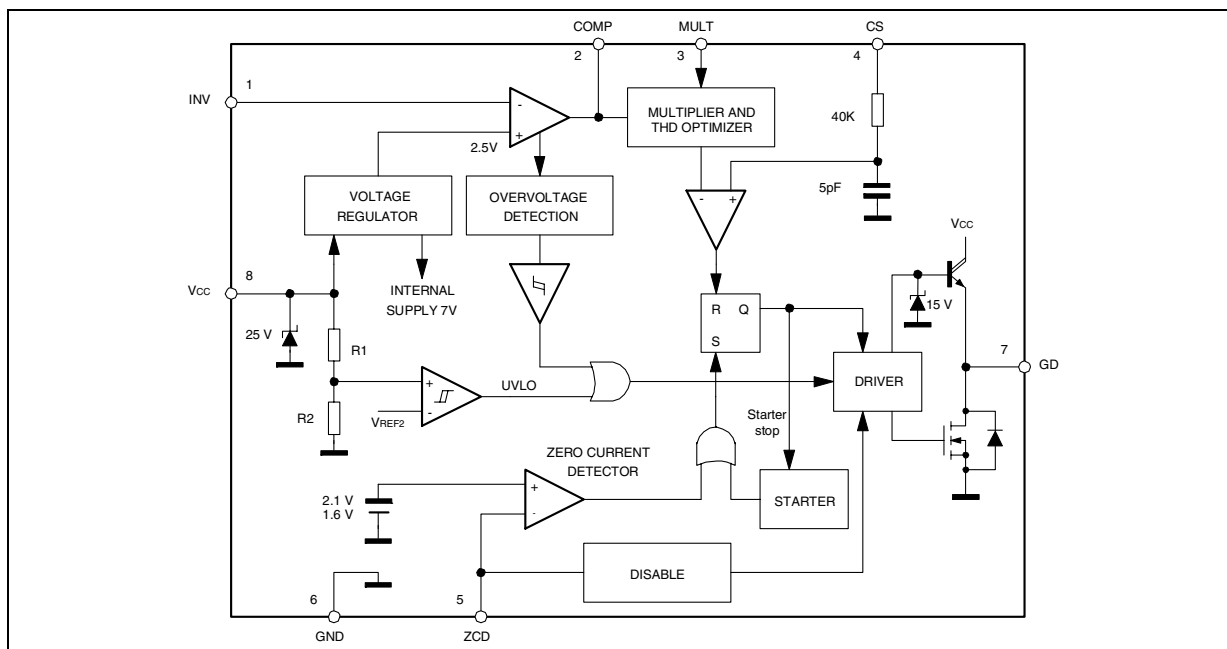 COMP MULT CS
2 3 4
1
INV
-
+
2.5V
MULTIPLIER AND
THD OPTIMIZER
40K
5pF
VOLTAGE
REGULATOR
OVERVOLTAGE
DETECTION
- +
VCC
8
VCC
INTERNAL
SUPPLY 7V
25 V
R1
R Q
S
15 V
7
GD
DRIVER
+
-
UVLO
R2
VREF2
Starter
stop
ZERO CURRENT
DETECTOR
2.1 V
1.6 V
+
-
STARTER
DISABLE
6
5
GND
ZCD